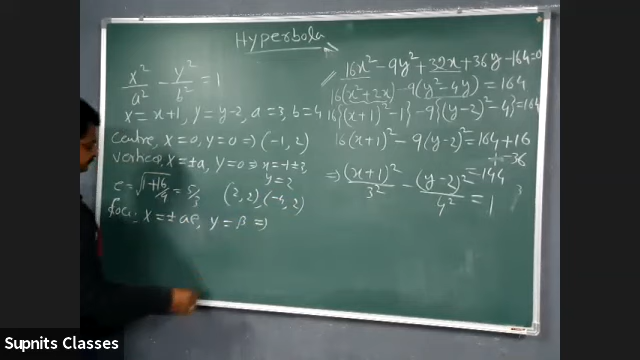 Hyperbola
x²/a² - y²/b² = 1
X = x+1, y = y-2, a = 3, b = 4
Centre, X = 0, Y = 0 => (-1, 2)
vertices, X = ±a, Y = 0 => x = -1±3,
y = 2
e = √(1+16/9) = 5/3 (2, 2), (-4, 2)
foci: X = ±ae, Y = β =>
16x² - 9y² + 32x + 36y - 164 = 0
16(x²+2x) - 9(y²-4y) = 164
16{(x+1)² - 1} - 9{(y-2)² - 4} = 164
16(x+1)² - 9(y-2)² = 164 + 16
-36
= 144
=> (x+1)²/3² - (y-2)²/4² = 1
Supnits Classes